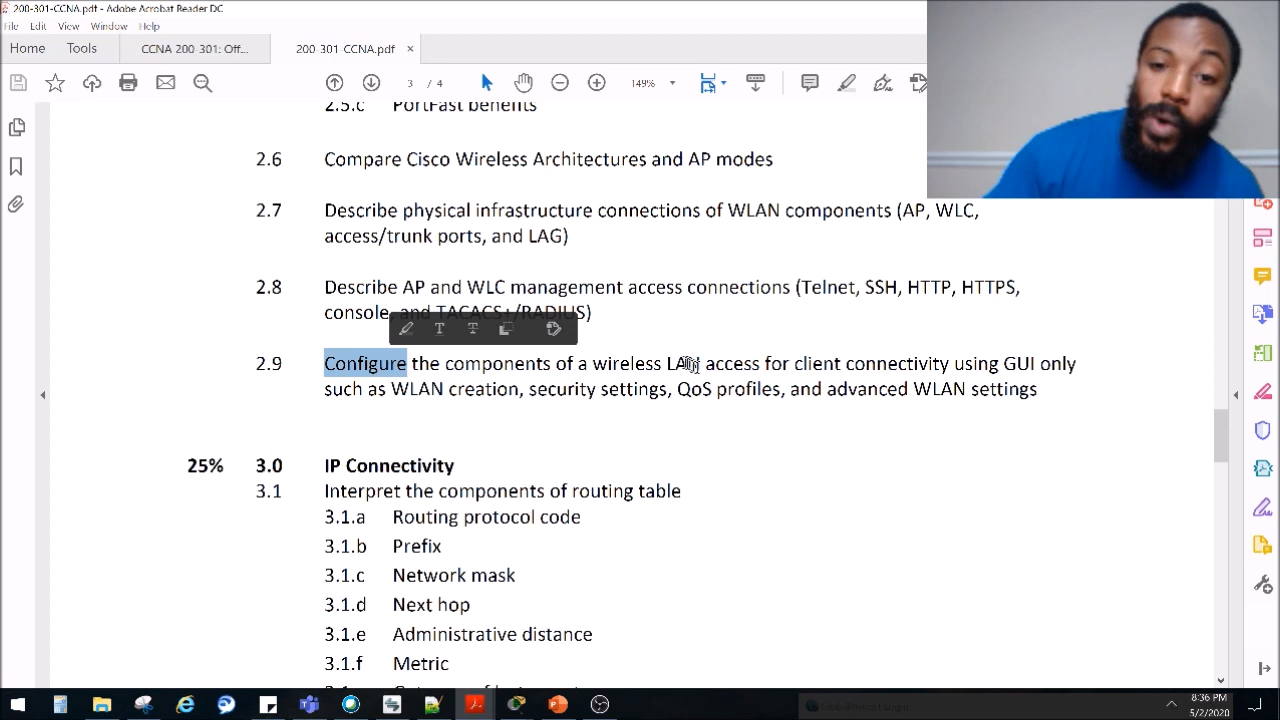 200-301-CCNA.pdf - Adobe Acrobat Reader DC
File Edit View Window Help
Home Tools CCNA 200-301: Off... 200-301-CCNA.pdf ×
3 / 4 149%
2.5.c PortFast benefits
2.6 Compare Cisco Wireless Architectures and AP modes
2.7 Describe physical infrastructure connections of WLAN components (AP, WLC,
access/trunk ports, and LAG)
2.8 Describe AP and WLC management access connections (Telnet, SSH, HTTP, HTTPS,
console, and TACACS+/RADIUS)
2.9 Configure the components of a wireless LAN access for client connectivity using GUI only
such as WLAN creation, security settings, QoS profiles, and advanced WLAN settings
25% 3.0 IP Connectivity
3.1 Interpret the components of routing table
3.1.a Routing protocol code
3.1.b Prefix
3.1.c Network mask
3.1.d Next hop
3.1.e Administrative distance
3.1.f Metric
8:36 PM
5/2/2020